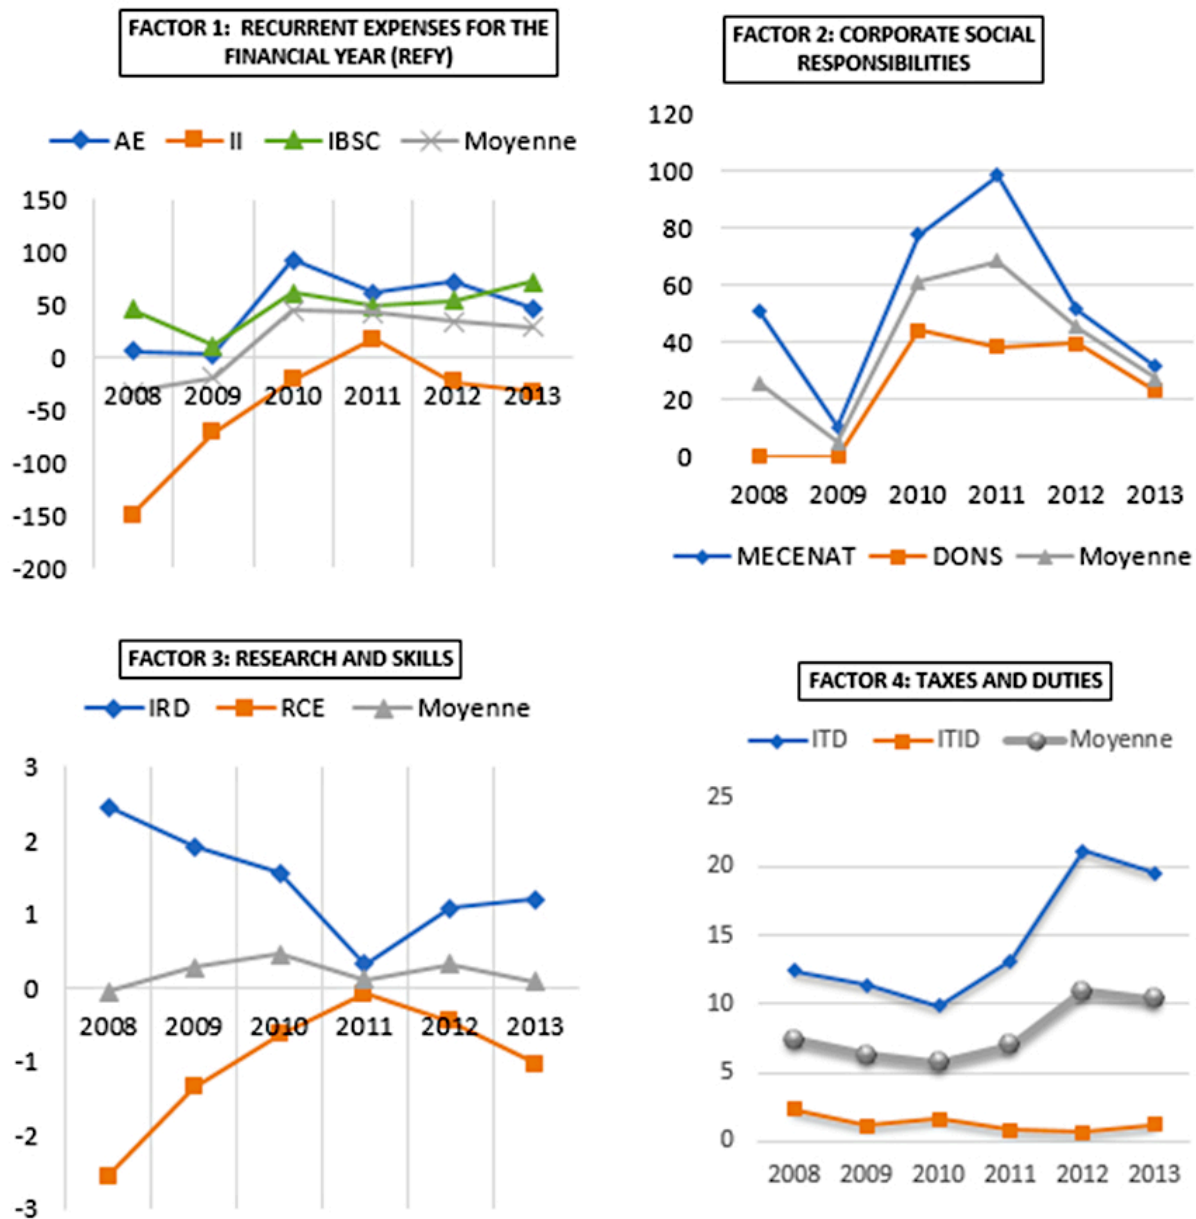 FACTOR 1: RECURRENT EXPENSES FOR THE
FINANCIAL YEAR (REFY)
AE II IBSC Moyenne
150
100
50
0
-50
-100
-150
-200
2008 2009 2010 2011 2012 2013
FACTOR 2: CORPORATE SOCIAL
RESPONSIBILITIES
120
100
80
60
40
20
0
2008 2009 2010 2011 2012 2013
MECENAT DONS Moyenne
FACTOR 3: RESEARCH AND SKILLS
IRD RCE Moyenne
3
2
1
0
-1
-2
-3
2008 2009 2010 2011 2012 2013
FACTOR 4: TAXES AND DUTIES
ITD ITID Moyenne
25
20
15
10
5
0
2008 2009 2010 2011 2012 2013